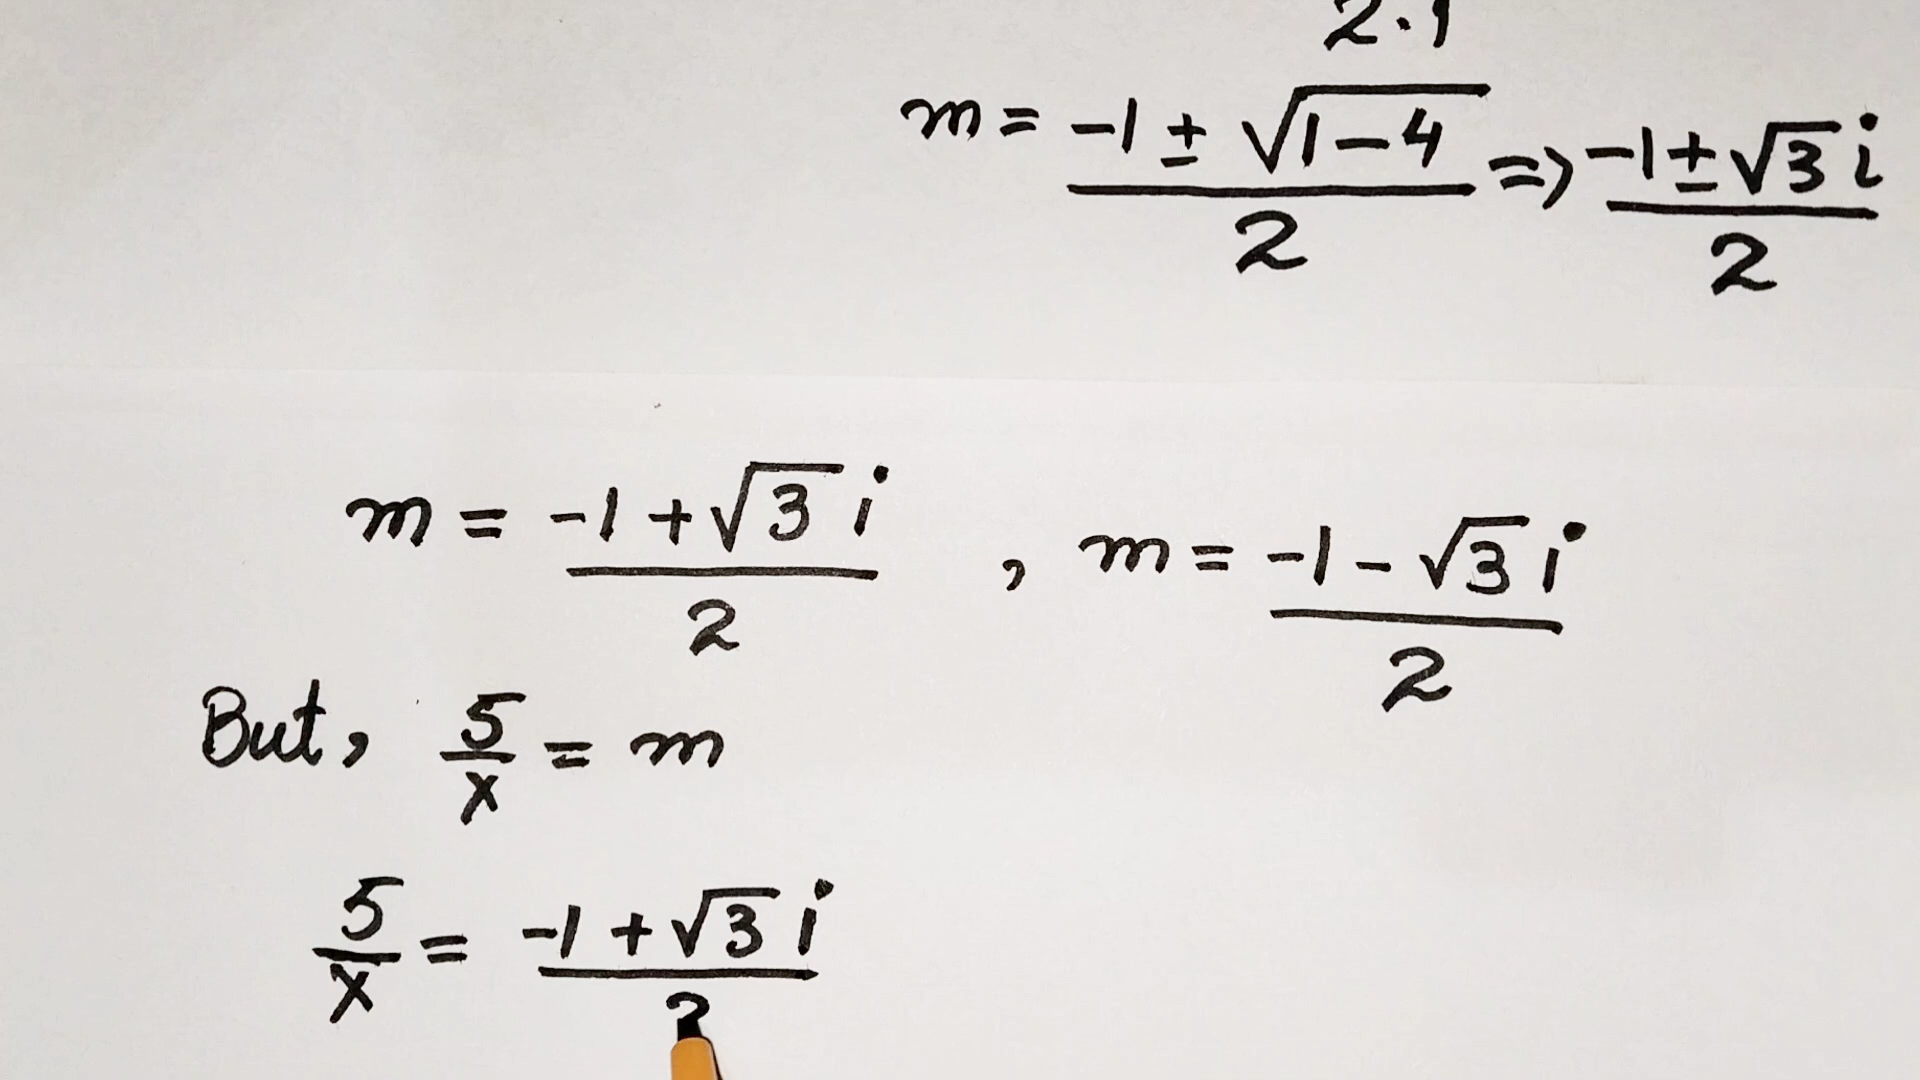 2·1
m = (-1 ± √(1-4))/2 => (-1 ± √3 i)/2
m = (-1 + √3 i)/2 , m = (-1 - √3 i)/2
But, 5/x = m
5/x = (-1 + √3 i)/2